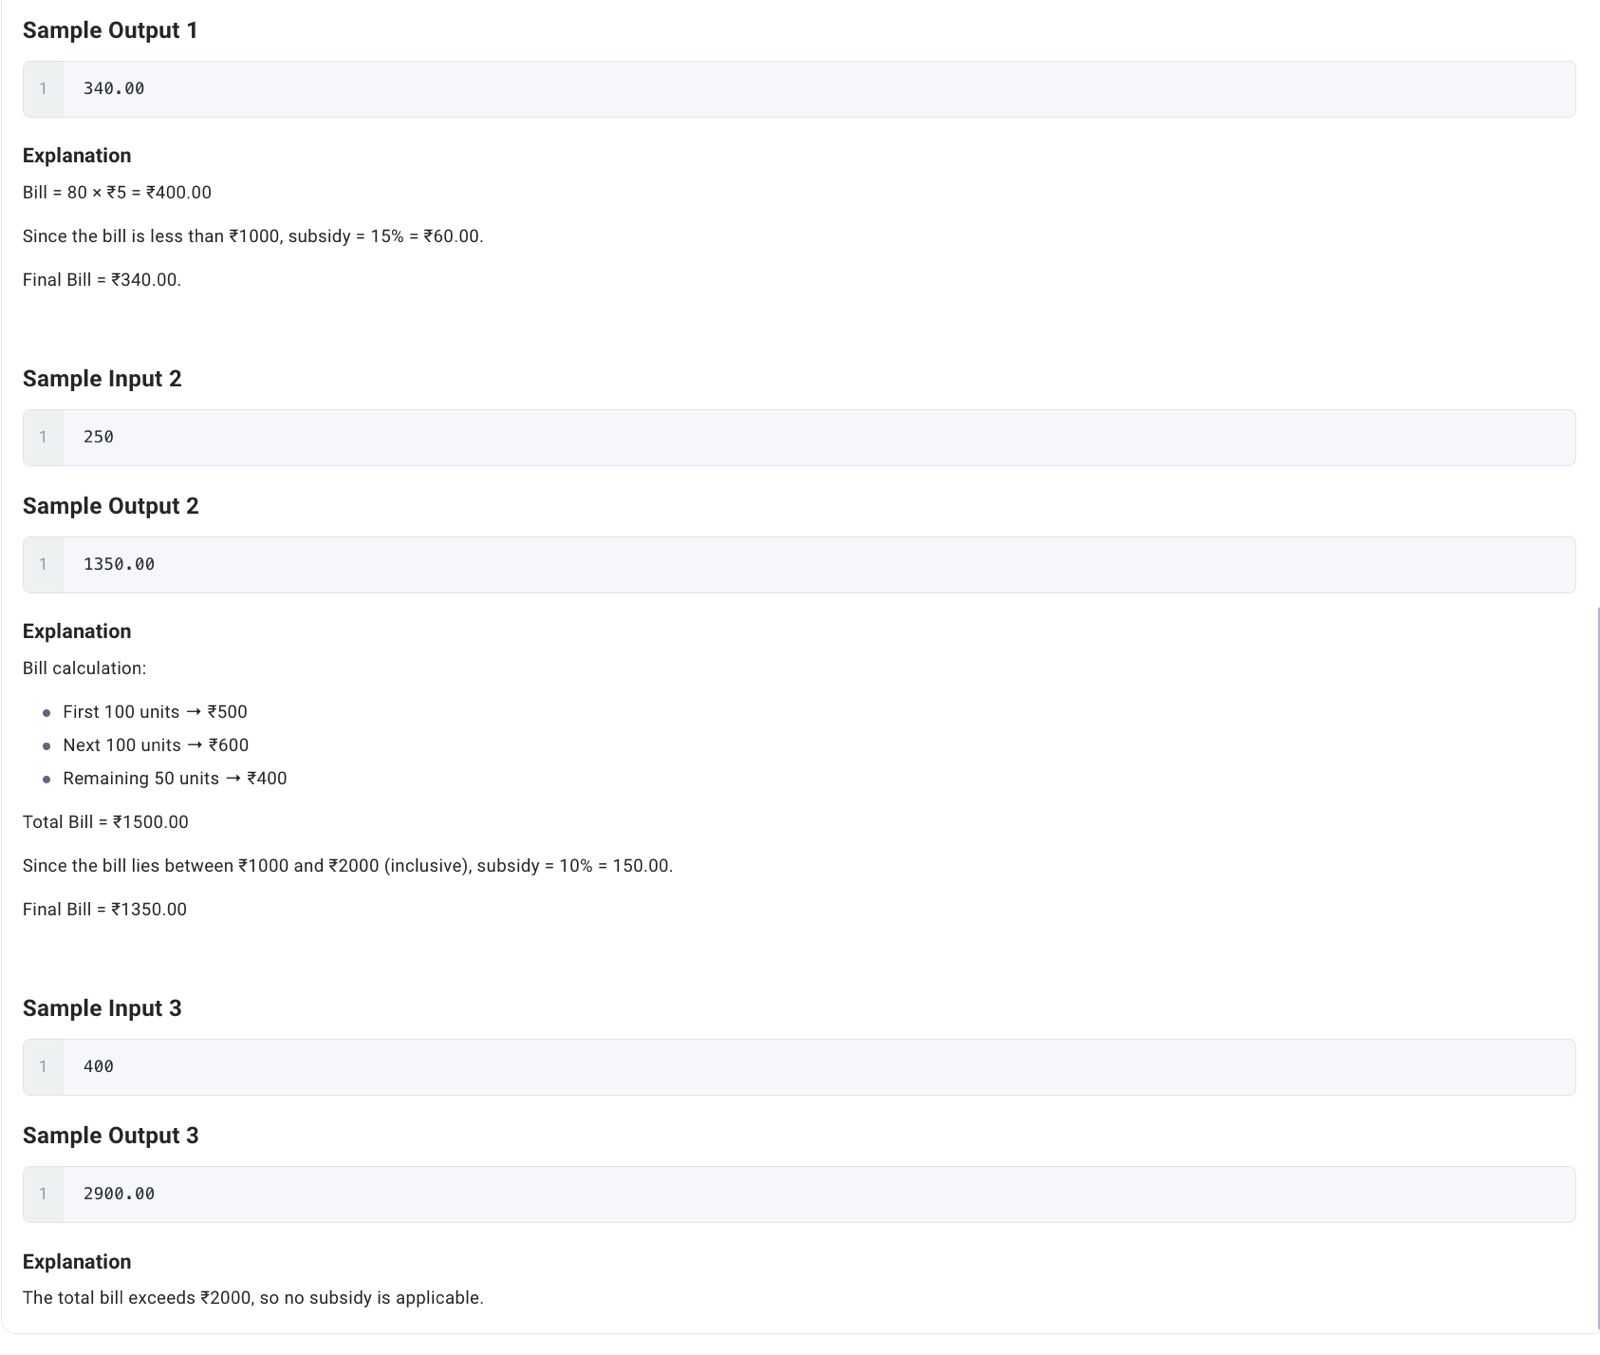 Sample Output 1
1 340.00
Explanation
Bill = 80 × ₹5 = ₹400.00
Since the bill is less than ₹1000, subsidy = 15% = ₹60.00.
Final Bill = ₹340.00.
Sample Input 2
1 250
Sample Output 2
1 1350.00
Explanation
Bill calculation:
• First 100 units → ₹500
• Next 100 units → ₹600
• Remaining 50 units → ₹400
Total Bill = ₹1500.00
Since the bill lies between ₹1000 and ₹2000 (inclusive), subsidy = 10% = 150.00.
Final Bill = ₹1350.00
Sample Input 3
1 400
Sample Output 3
1 2900.00
Explanation
The total bill exceeds ₹2000, so no subsidy is applicable.